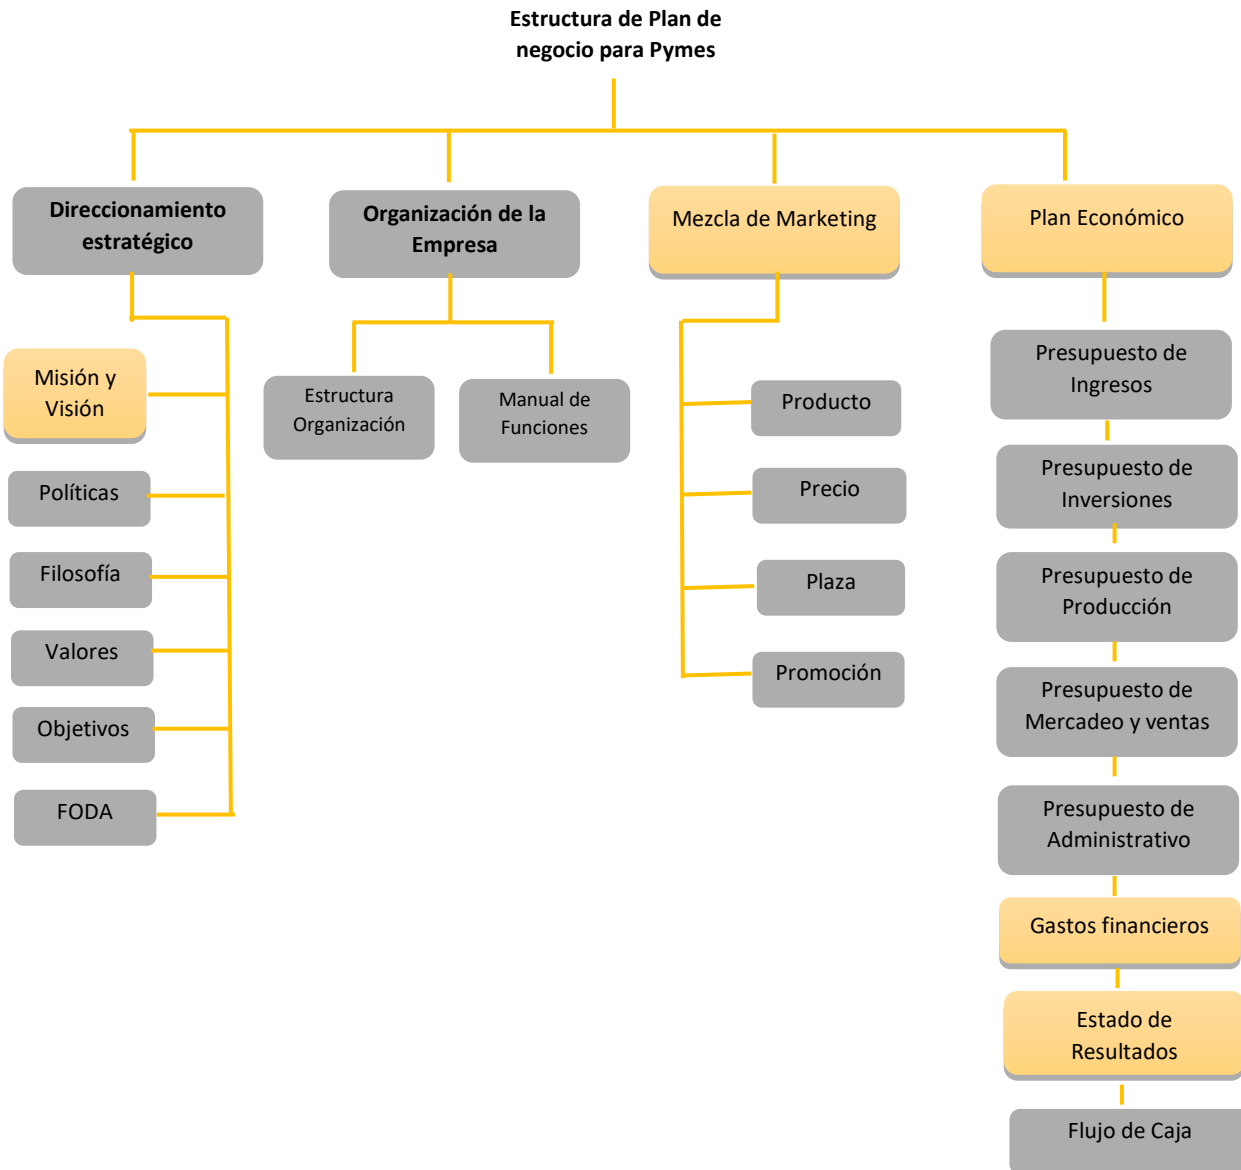 Estructura de Plan de
negocio para Pymes
Direccionamiento
estratégico
Organización de la
Empresa
Mezcla de Marketing
Plan Económico
Misión y
Visión
Políticas
Filosofía
Valores
Objetivos
FODA
Estructura
Organización
Manual de
Funciones
Producto
Precio
Plaza
Promoción
Presupuesto de
Ingresos
Presupuesto de
Inversiones
Presupuesto de
Producción
Presupuesto de
Mercadeo y ventas
Presupuesto de
Administrativo
Gastos financieros
Estado de
Resultados
Flujo de Caja